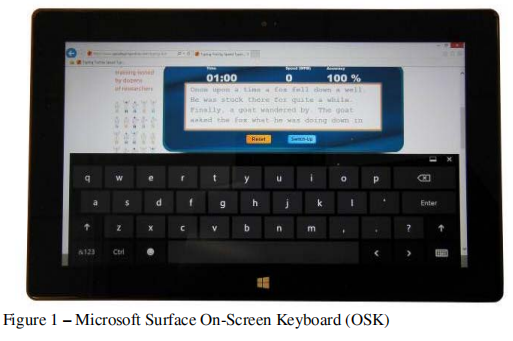 making tested
by dozens
of researchers
Time
Speed (WPM)
Accuracy
01:00 0 100 %
Once upon a time a fox fell down a well.
He was stuck there for quite a while.
Finally, a goat wandered by. The goat
asked the fox what he was doing down in
Reset Switch-Up
q w e r t y u i o p
a s d f g h j k l ' Enter
z x c v b n m , . ?
&123 Ctrl < >
Figure 1 – Microsoft Surface On-Screen Keyboard (OSK)